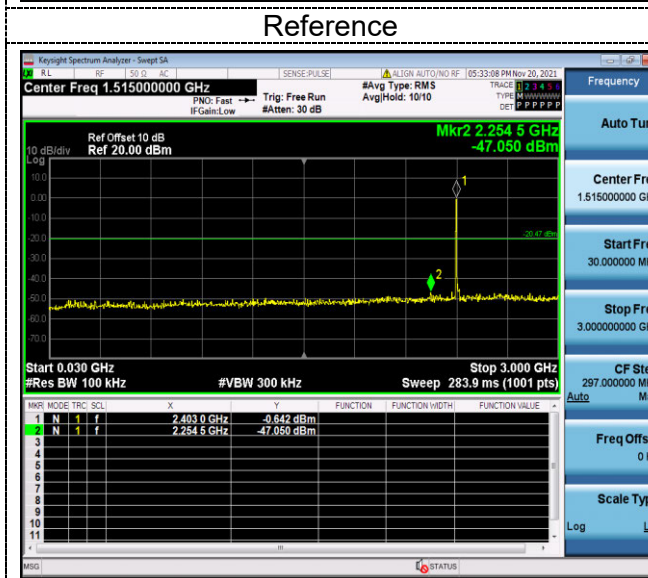 Reference
Keysight Spectrum Analyzer - Swept SA
RL RF 50 Ω AC SENSE:PULSE ALIGN AUTO/NO RF 05:33:08 PM Nov 20, 2021
Center Freq 1.515000000 GHz
PNO: Fast
IFGain:Low
Trig: Free Run
#Atten: 30 dB
#Avg Type: RMS
Avg|Hold: 10/10
TRACE 1 2 3 4 5 6
TYPE M W W W W W
DET P P P P P P
Frequency
Auto Tun
Center Fre
1.515000000 G
Start Fre
30.000000 M
Stop Fre
3.000000000 G
CF Ste
297.000000 M
Auto M
Freq Offs
0
Scale Typ
Log L
Mkr2 2.254 5 GHz
-47.050 dBm
Ref Offset 10 dB
10 dB/div Ref 20.00 dBm
Log
10.0
0.00
-10.0
-20.0
-30.0
-40.0
-50.0
-60.0
-70.0
1
-20.47 dBm
2
Start 0.030 GHz Stop 3.000 GHz
#Res BW 100 kHz #VBW 300 kHz Sweep 283.9 ms (1001 pts)
MKR MODE TRC SCL X Y FUNCTION FUNCTION WIDTH FUNCTION VALUE
1 N 1 f 2.403 0 GHz -0.642 dBm
2 N 1 f 2.254 5 GHz -47.050 dBm
3
4
5
6
7
8
9
10
11
MSG STATUS